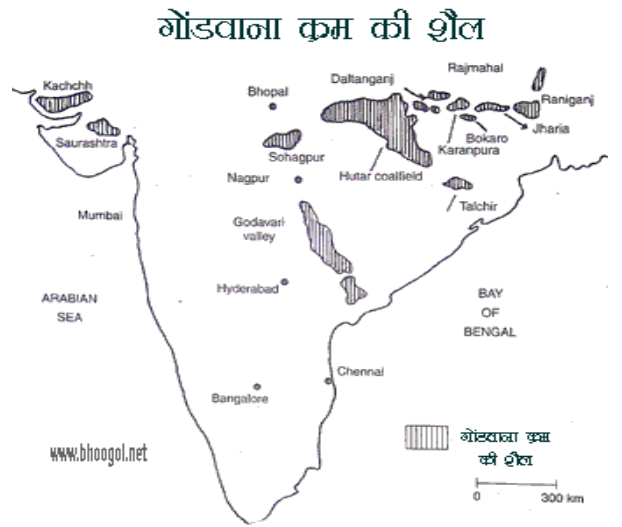 गोंडवाना क्रम की शैल
Kachchh
Saurashtra
Bhopal
Daltanganj
Rajmahal
Raniganj
Jharia
Bokaro
Karanpura
Sohagpur
Hutar coalfield
Nagpur
Talchir
Mumbai
Godavari
valley
Hyderabad
ARABIAN
SEA
BAY
OF
BENGAL
Chennai
Bangalore
www.bhoogol.net
गोंडवाना क्रम
की शैल
0 300 km